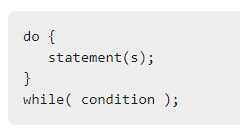 do {
   statement(s);
}
while( condition );